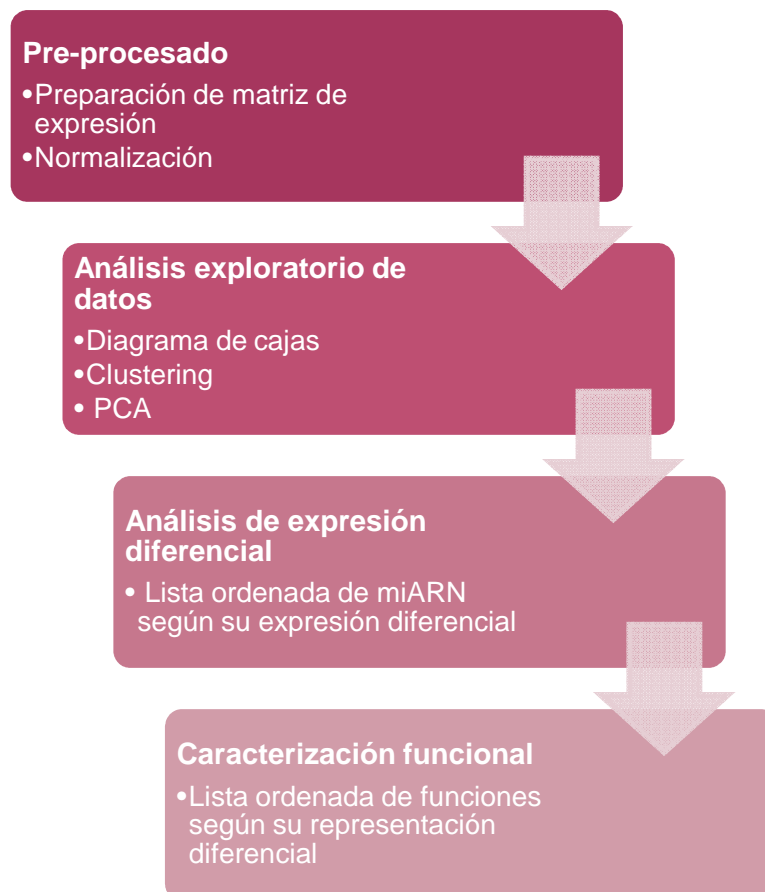 Pre-procesado
•Preparación de matriz de
expresión
•Normalización
Análisis exploratorio de
datos
•Diagrama de cajas
•Clustering
• PCA
Análisis de expresión
diferencial
• Lista ordenada de miARN
según su expresión diferencial
Caracterización funcional
•Lista ordenada de funciones
según su representación
diferencial